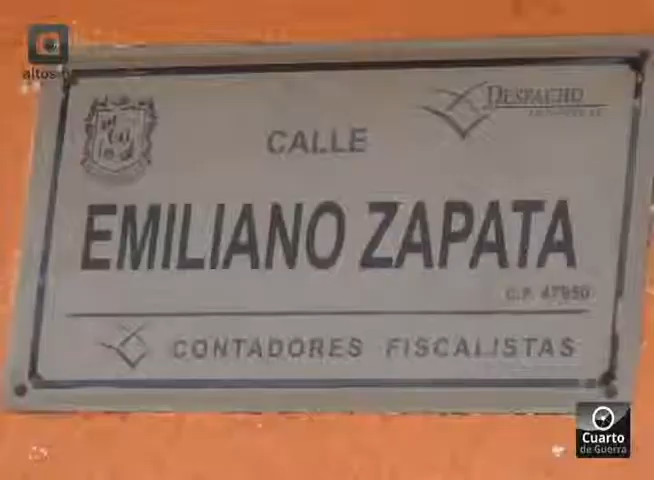 altos
DESPACHO
CALLE
EMILIANO ZAPATA
C.P. 47950
CONTADORES FISCALISTAS
Cuarto
de Guerra